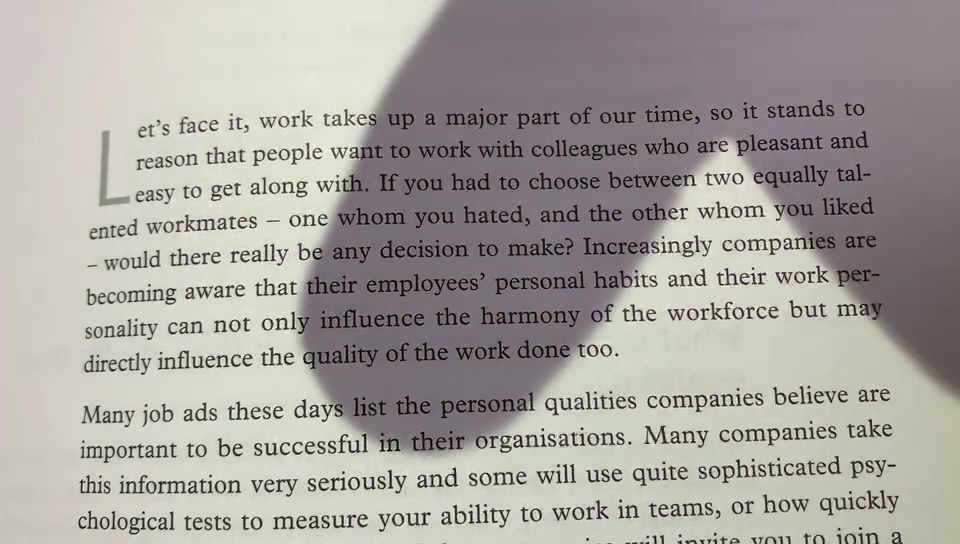 Let's face it, work takes up a major part of our time, so it stands to
reason that people want to work with colleagues who are pleasant and
easy to get along with. If you had to choose between two equally tal-
ented workmates – one whom you hated, and the other whom you liked
– would there really be any decision to make? Increasingly companies are
becoming aware that their employees' personal habits and their work per-
sonality can not only influence the harmony of the workforce but may
directly influence the quality of the work done too.
Many job ads these days list the personal qualities companies believe are
important to be successful in their organisations. Many companies take
this information very seriously and some will use quite sophisticated psy-
chological tests to measure your ability to work in teams, or how quickly
will invite you to join a